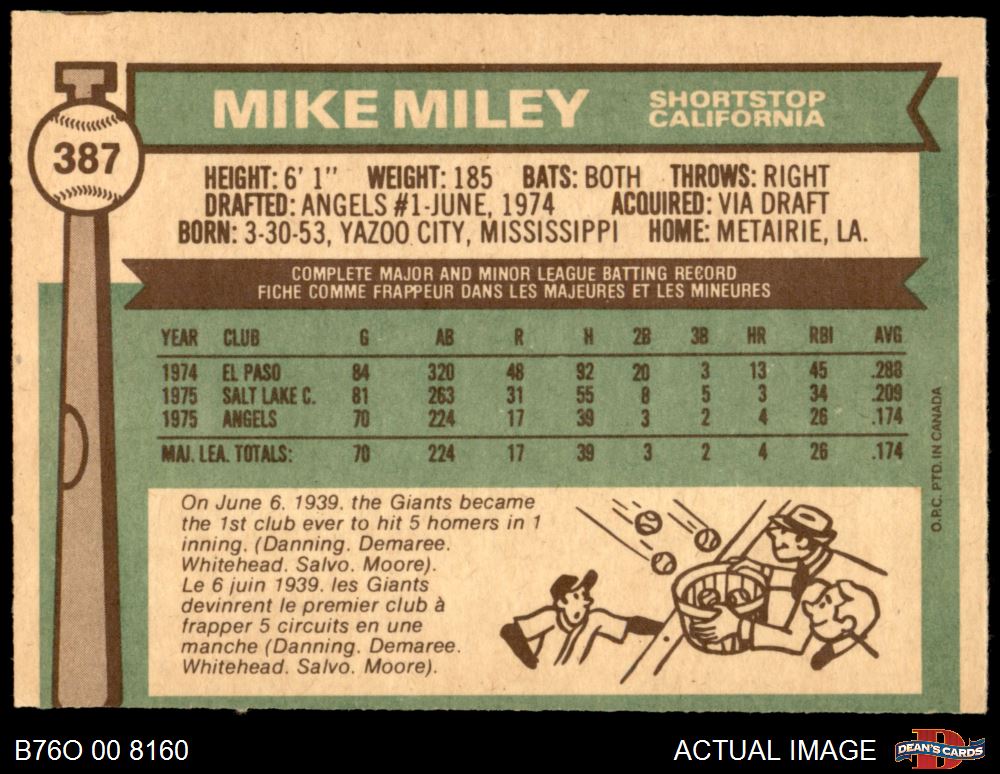 387
MIKE MILEY
SHORTSTOP
CALIFORNIA
HEIGHT: 6' 1" WEIGHT: 185 BATS: BOTH THROWS: RIGHT
DRAFTED: ANGELS #1-JUNE, 1974 ACQUIRED: VIA DRAFT
BORN: 3-30-53, YAZOO CITY, MISSISSIPPI HOME: METAIRIE, LA.
COMPLETE MAJOR AND MINOR LEAGUE BATTING RECORD
FICHE COMME FRAPPEUR DANS LES MAJEURES ET LES MINEURES
YEAR CLUB G AB R H 2B 3B HR RBI AVG
1974 EL PASO 84 320 48 92 20 3 13 45 .288
1975 SALT LAKE C. 81 263 31 55 8 5 3 34 .209
1975 ANGELS 70 224 17 39 3 2 4 26 .174
MAJ. LEA. TOTALS: 70 224 17 39 3 2 4 26 .174
On June 6, 1939, the Giants became
the 1st club ever to hit 5 homers in 1
inning. (Danning, Demaree,
Whitehead, Salvo, Moore).
Le 6 juin 1939, les Giants
devinrent le premier club à
frapper 5 circuits en une
manche (Danning, Demaree,
Whitehead, Salvo, Moore).
O.P.C. PTD. IN CANADA
B76O 00 8160
ACTUAL IMAGE
DEAN'S CARDS